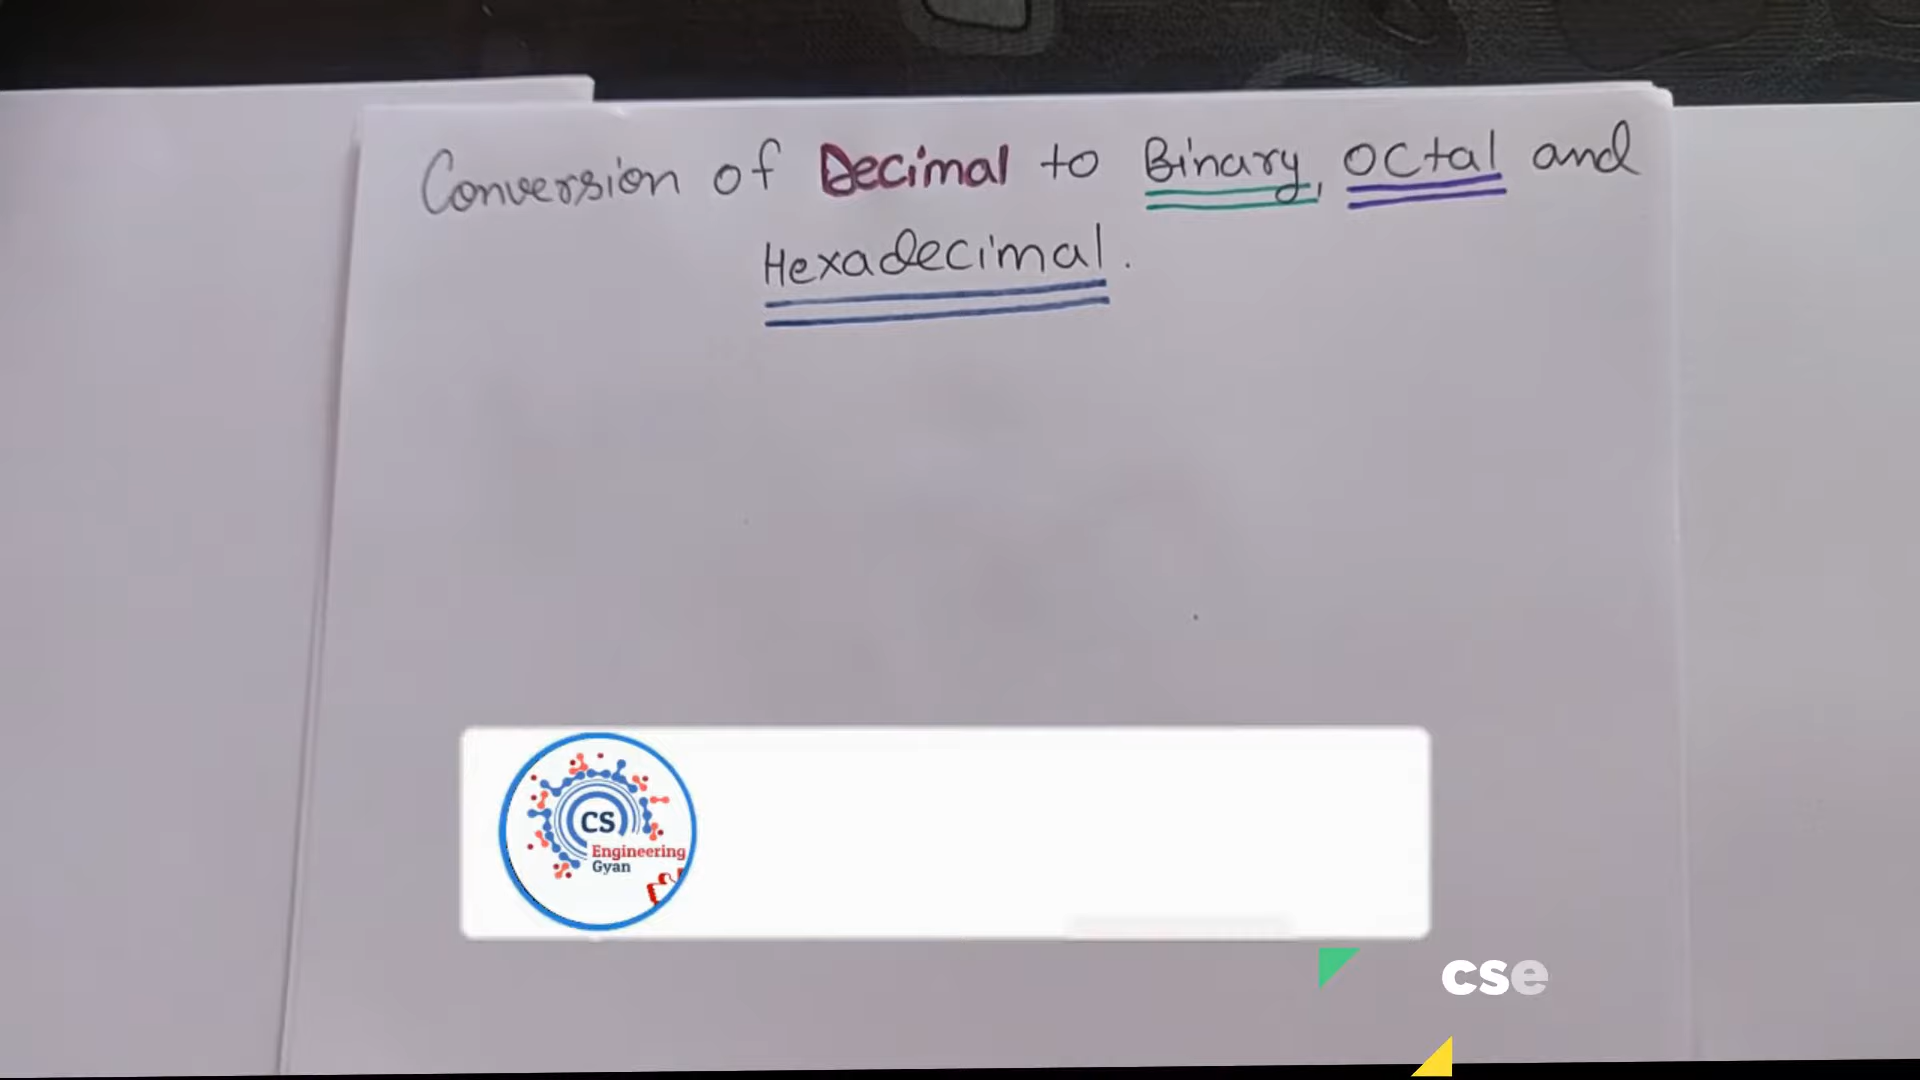 Conversion of Decimal to Binary, Octal and
Hexadecimal.
CS
Engineering
Gyan
cse